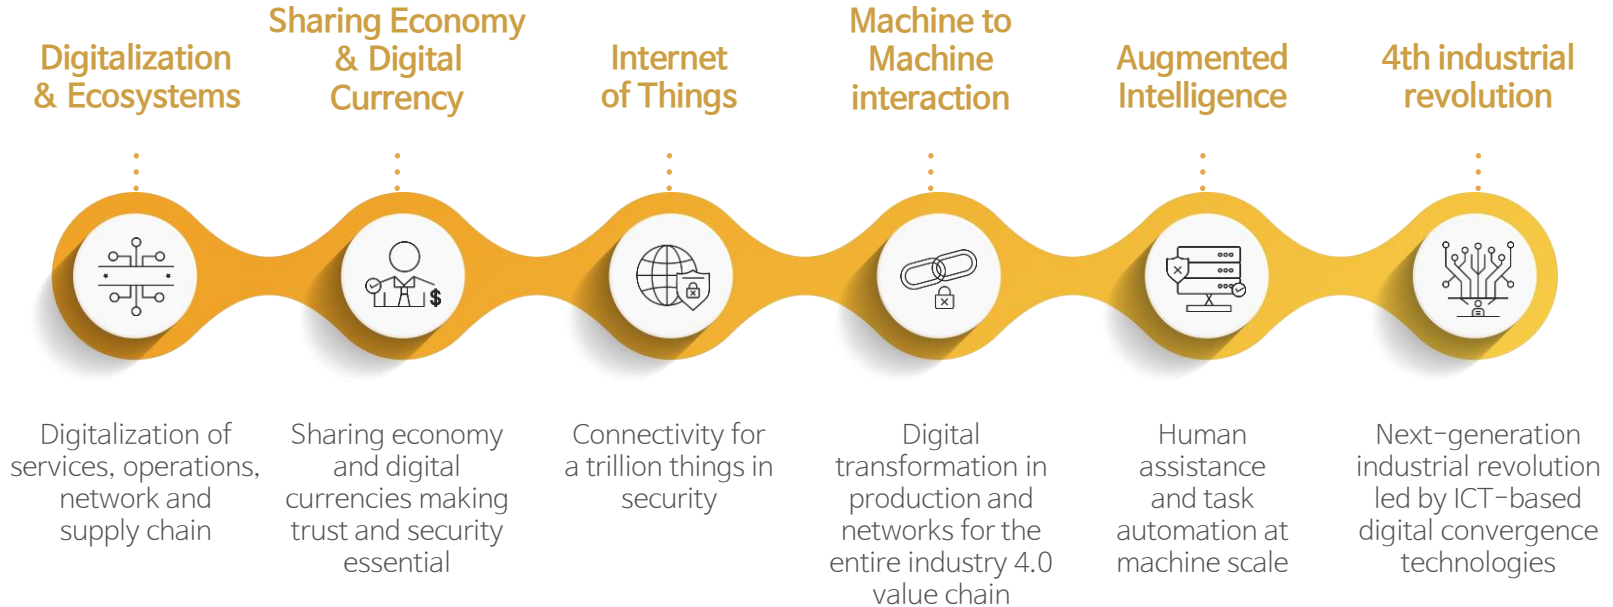 Digitalization
& Ecosystems
Sharing Economy
& Digital
Currency
Internet
of Things
Machine to
Machine
interaction
Augmented
Intelligence
4th industrial
revolution
$
Digitalization of
services, operations,
network and
supply chain
Sharing economy
and digital
currencies making
trust and security
essential
Connectivity for
a trillion things in
security
Digital
transformation in
production and
networks for the
entire industry 4.0
value chain
Human
assistance
and task
automation at
machine scale
Next-generation
industrial revolution
led by ICT-based
digital convergence
technologies